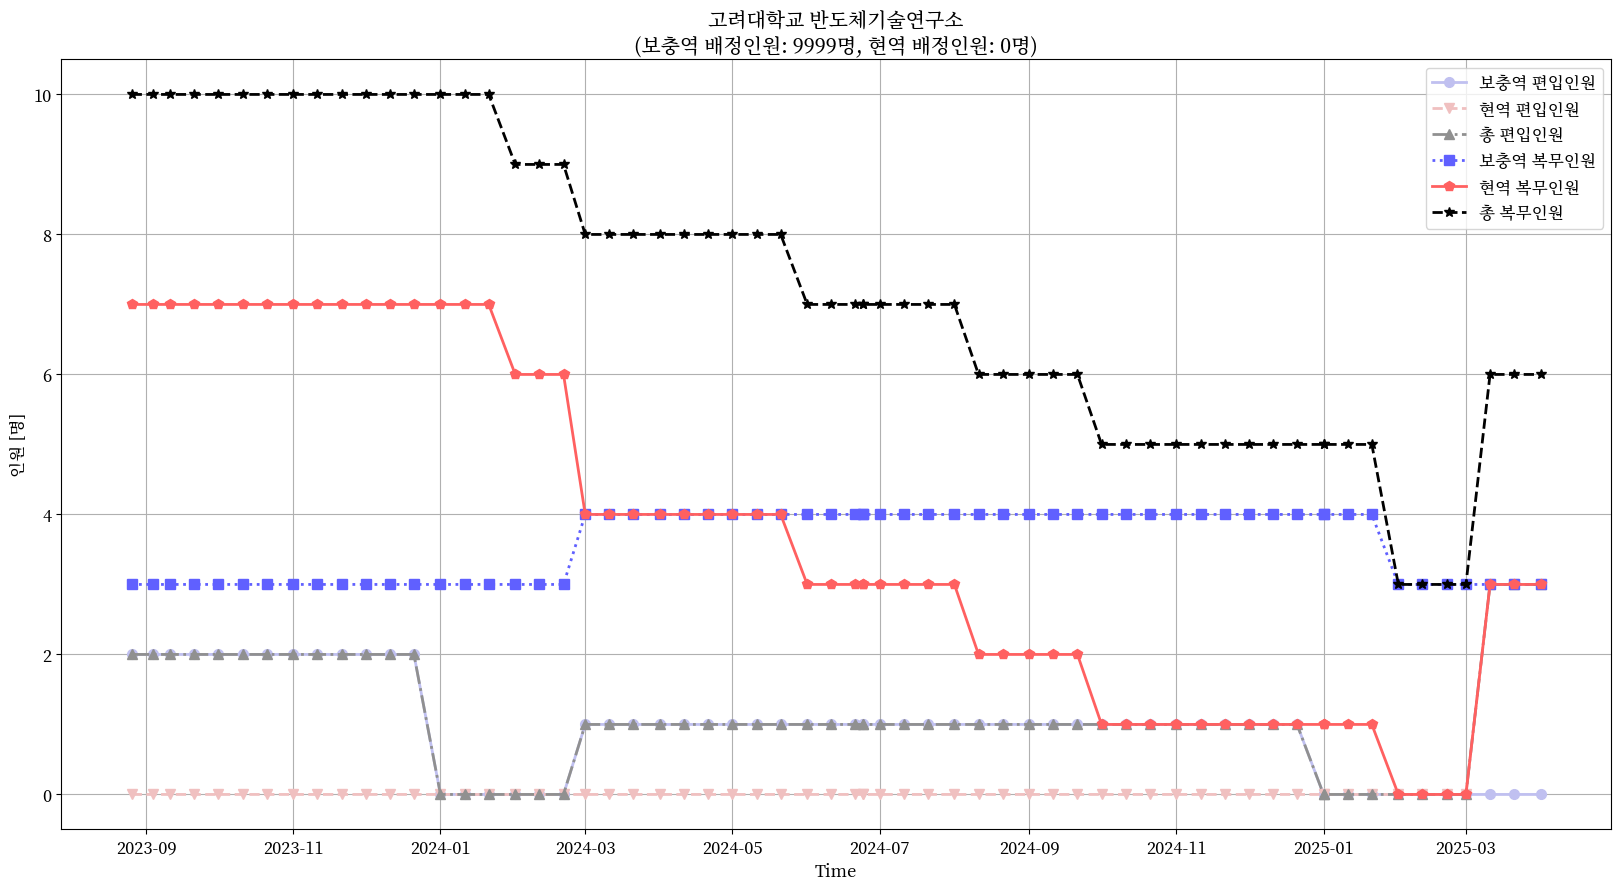 고려대학교 반도체기술연구소
(보충역 배정인원: 9999명, 현역 배정인원: 0명)
보충역 편입인원
현역 편입인원
총 편입인원
보충역 복무인원
현역 복무인원
총 복무인원
인원 [명]
10
8
6
4
2
0
2023-09 2023-11 2024-01 2024-03 2024-05 2024-07 2024-09 2024-11 2025-01 2025-03
Time